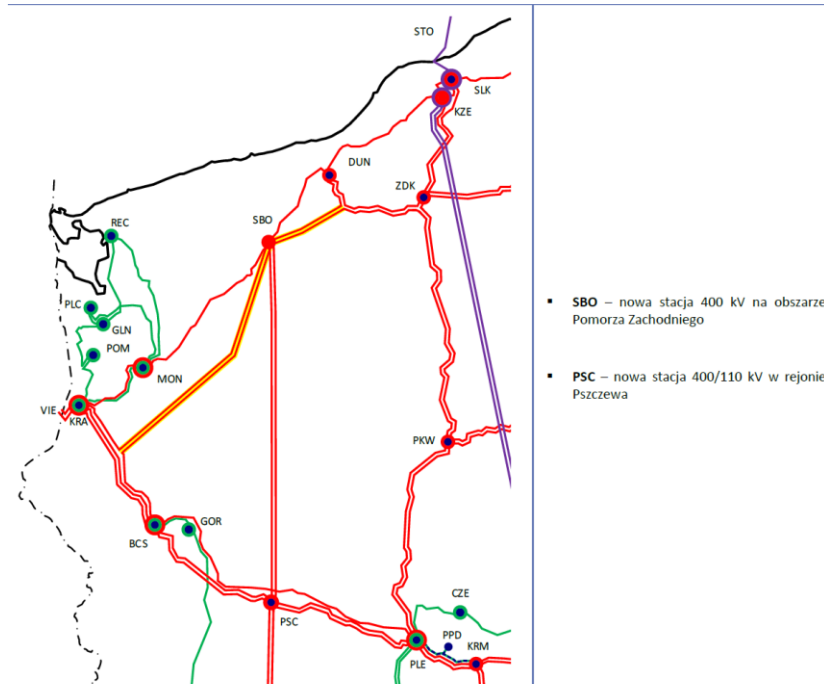 STO
SLK
KZE
DUN
ZDK
REC
SBO
PLC
GLN
POM
MON
VIE
KRA
PKW
GOR
BCS
CZE
PSC
PPD
KRM
PLE
▪ SBO – nowa stacja 400 kV na obszarze
Pomorza Zachodniego
▪ PSC – nowa stacja 400/110 kV w rejonie
Pszczewa